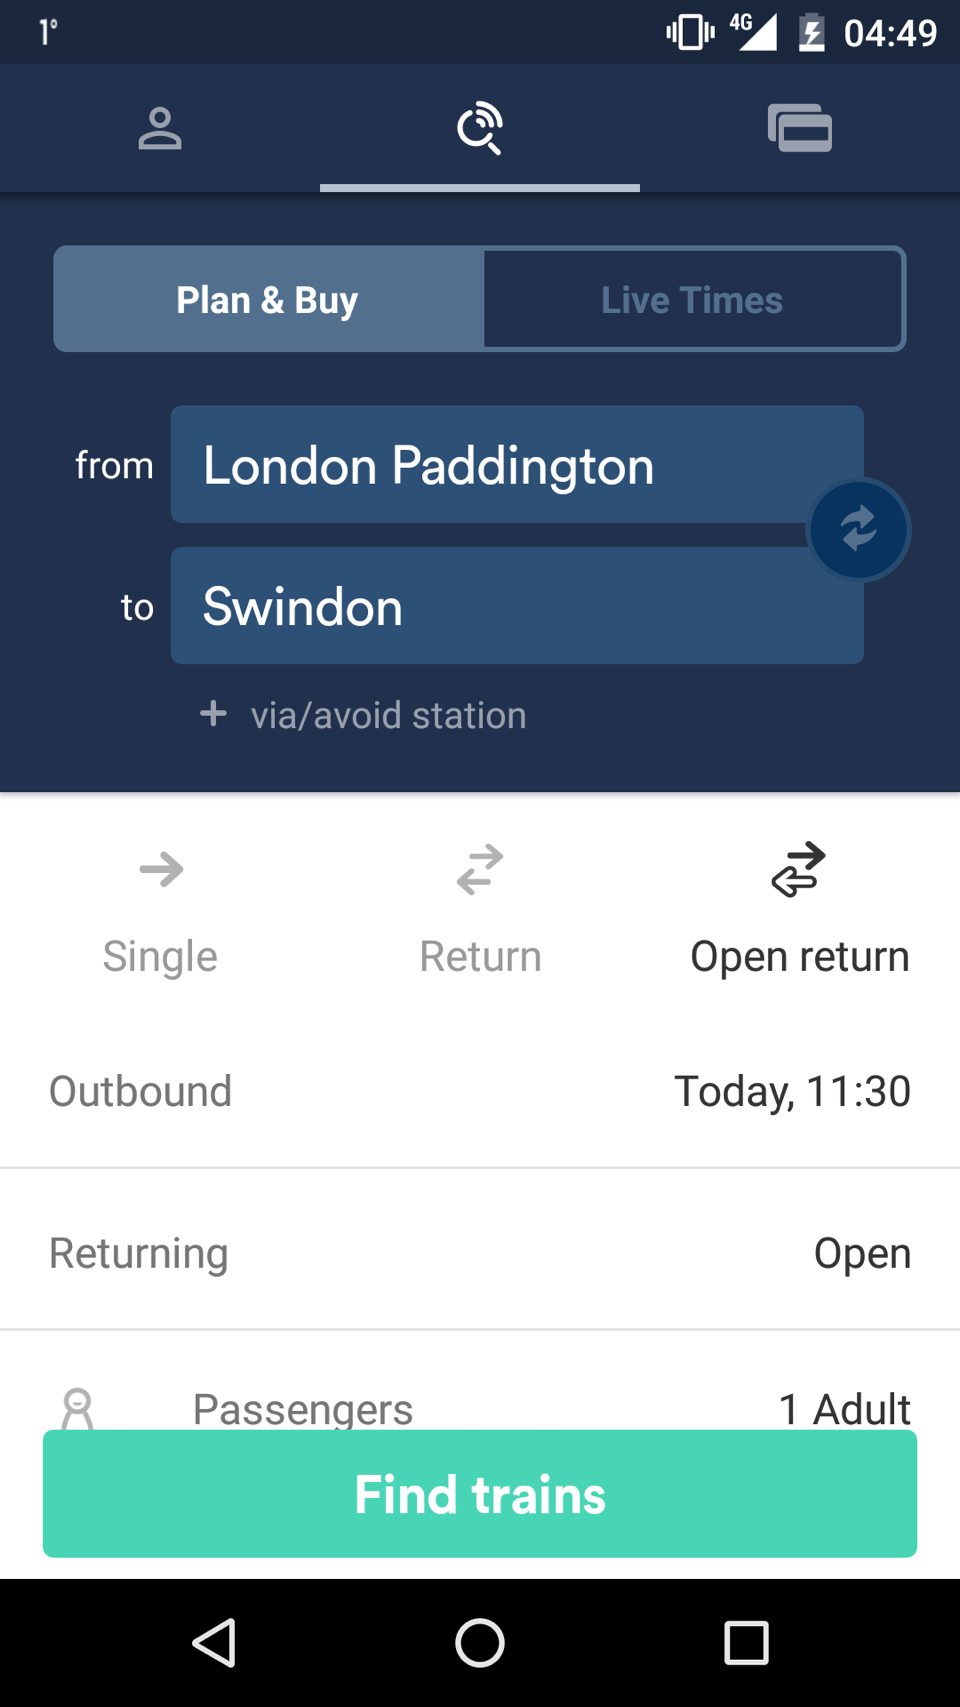 1° 4G 04:49
Plan & Buy Live Times
from London Paddington
to Swindon
+ via/avoid station
Single Return Open return
Outbound Today, 11:30
Returning Open
Passengers 1 Adult
Find trains